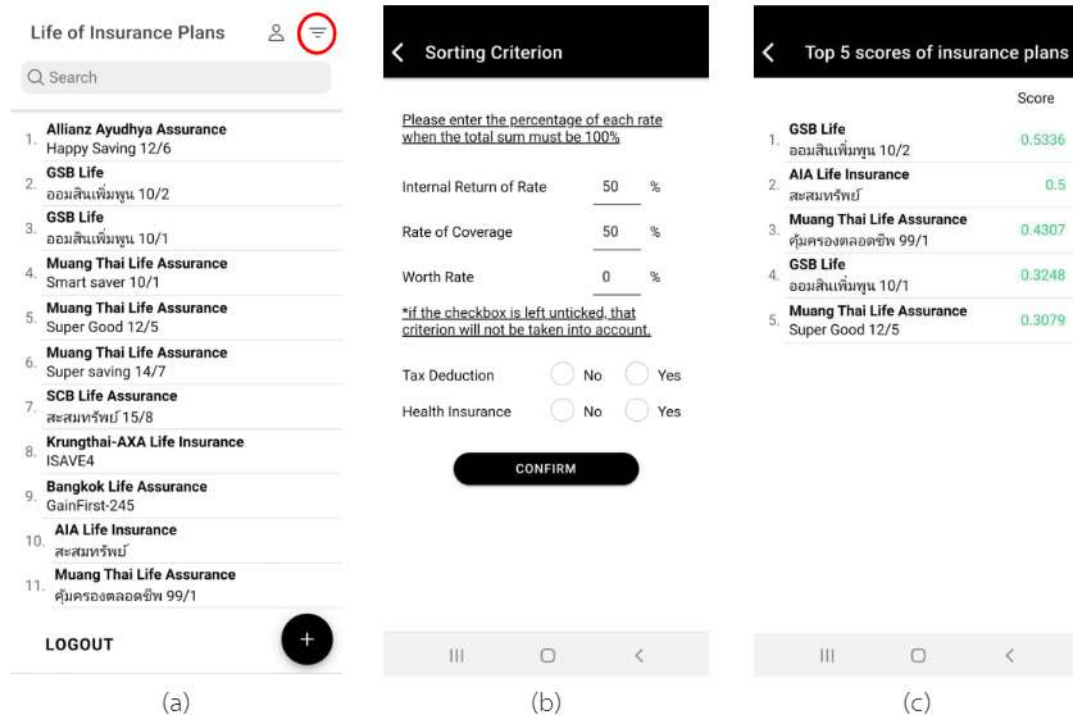 Life of Insurance Plans
Search
1. Allianz Ayudhya Assurance
Happy Saving 12/6
2. GSB Life
ออมสินเพิ่มพูน 10/2
3. GSB Life
ออมสินเพิ่มพูน 10/1
4. Muang Thai Life Assurance
Smart saver 10/1
5. Muang Thai Life Assurance
Super Good 12/5
6. Muang Thai Life Assurance
Super saving 14/7
7. SCB Life Assurance
สะสมทรัพย์ 15/8
8. Krungthai-AXA Life Insurance
ISAVE4
9. Bangkok Life Assurance
GainFirst-245
10. AIA Life Insurance
สะสมทรัพย์
11. Muang Thai Life Assurance
คุ้มครองตลอดชีพ 99/1
LOGOUT
+
(a)
Sorting Criterion
Please enter the percentage of each rate
when the total sum must be 100%
Internal Return of Rate 50 %
Rate of Coverage 50 %
Worth Rate 0 %
*if the checkbox is left unticked, that
criterion will not be taken into account.
Tax Deduction No Yes
Health Insurance No Yes
CONFIRM
(b)
Top 5 scores of insurance plans
Score
1. GSB Life 0.5336
ออมสินเพิ่มพูน 10/2
2. AIA Life Insurance 0.5
สะสมทรัพย์
3. Muang Thai Life Assurance 0.4307
คุ้มครองตลอดชีพ 99/1
4. GSB Life 0.3248
ออมสินเพิ่มพูน 10/1
5. Muang Thai Life Assurance 0.3079
Super Good 12/5
(c)